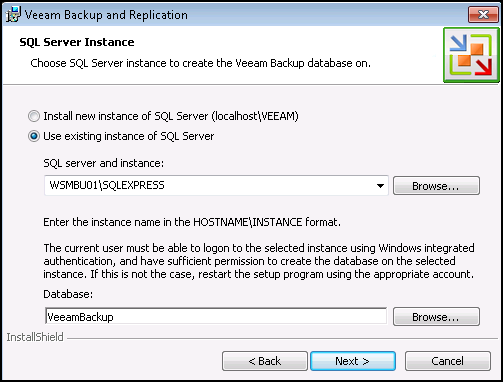 Veeam Backup and Replication
SQL Server Instance
Choose SQL Server instance to create the Veeam Backup database on.
Install new instance of SQL Server (localhost\VEEAM)
Use existing instance of SQL Server
SQL server and instance:
WSMBU01\SQLEXPRESS
Browse...
Enter the instance name in the HOSTNAME\INSTANCE format.
The current user must be able to logon to the selected instance using Windows integrated
authentication, and have sufficient permission to create the database on the selected
instance. If this is not the case, restart the setup program using the appropriate account.
Database:
VeeamBackup
Browse...
InstallShield
< Back
Next >
Cancel